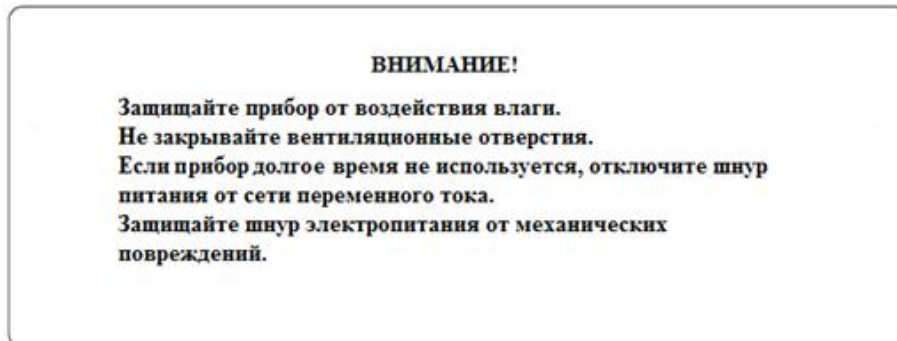 ВНИМАНИЕ!
Защищайте прибор от воздействия влаги.
Не закрывайте вентиляционные отверстия.
Если прибор долгое время не используется, отключите шнур
питания от сети переменного тока.
Защищайте шнур электропитания от механических
повреждений.